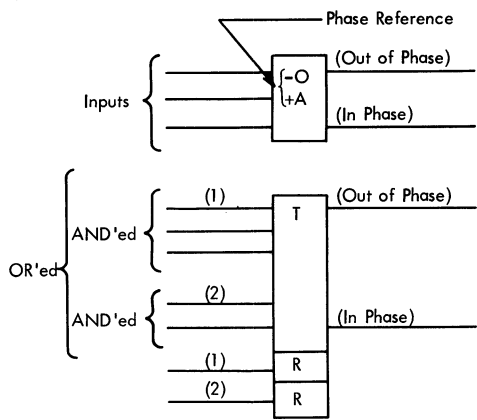 Phase Reference
(Out of Phase)
-O
+A
Inputs
(In Phase)
(1)
(Out of Phase)
T
AND'ed
OR'ed
(2)
AND'ed
(In Phase)
(1)
R
(2)
R